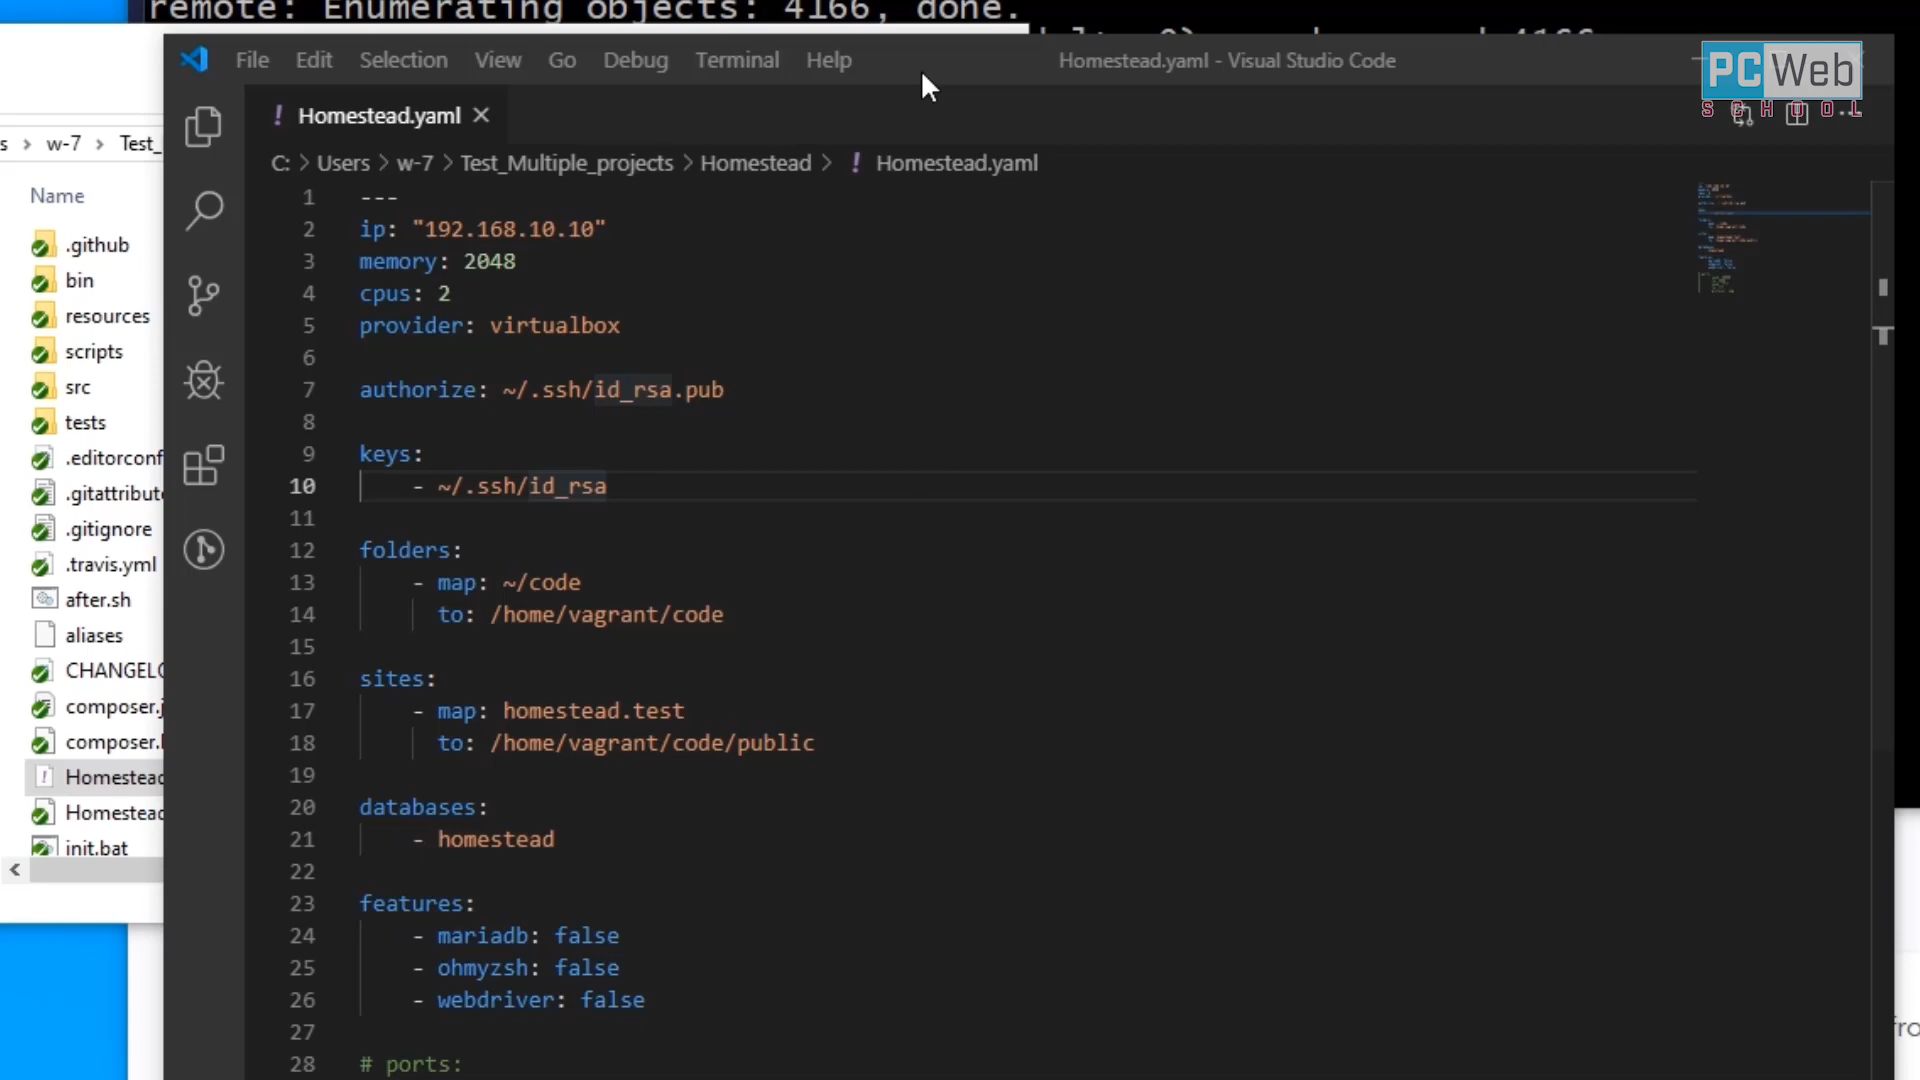 remote: Enumerating objects: 4166, done.
File Edit Selection View Go Debug Terminal Help
Homestead.yaml - Visual Studio Code
PCWeb
SCHOOL
! Homestead.yaml ×
w-7 > Test_
C: > Users > w-7 > Test_Multiple_projects > Homestead > ! Homestead.yaml
Name
.github
bin
resources
scripts
src
tests
.editorconf
.gitattribut
.gitignore
.travis.yml
after.sh
aliases
CHANGELO
composer.j
composer.l
Homestead
Homestead
init.bat
1 ---
2 ip: "192.168.10.10"
3 memory: 2048
4 cpus: 2
5 provider: virtualbox
6
7 authorize: ~/.ssh/id_rsa.pub
8
9 keys:
10     - ~/.ssh/id_rsa
11
12 folders:
13     - map: ~/code
14       to: /home/vagrant/code
15
16 sites:
17     - map: homestead.test
18       to: /home/vagrant/code/public
19
20 databases:
21     - homestead
22
23 features:
24     - mariadb: false
25     - ohmyzsh: false
26     - webdriver: false
27
28 # ports: